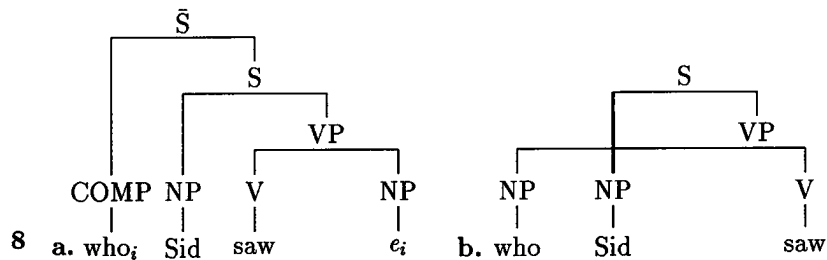 S̄
S S
VP VP
COMP NP V NP NP NP V
8 a. whoᵢ Sid saw eᵢ b. who Sid saw